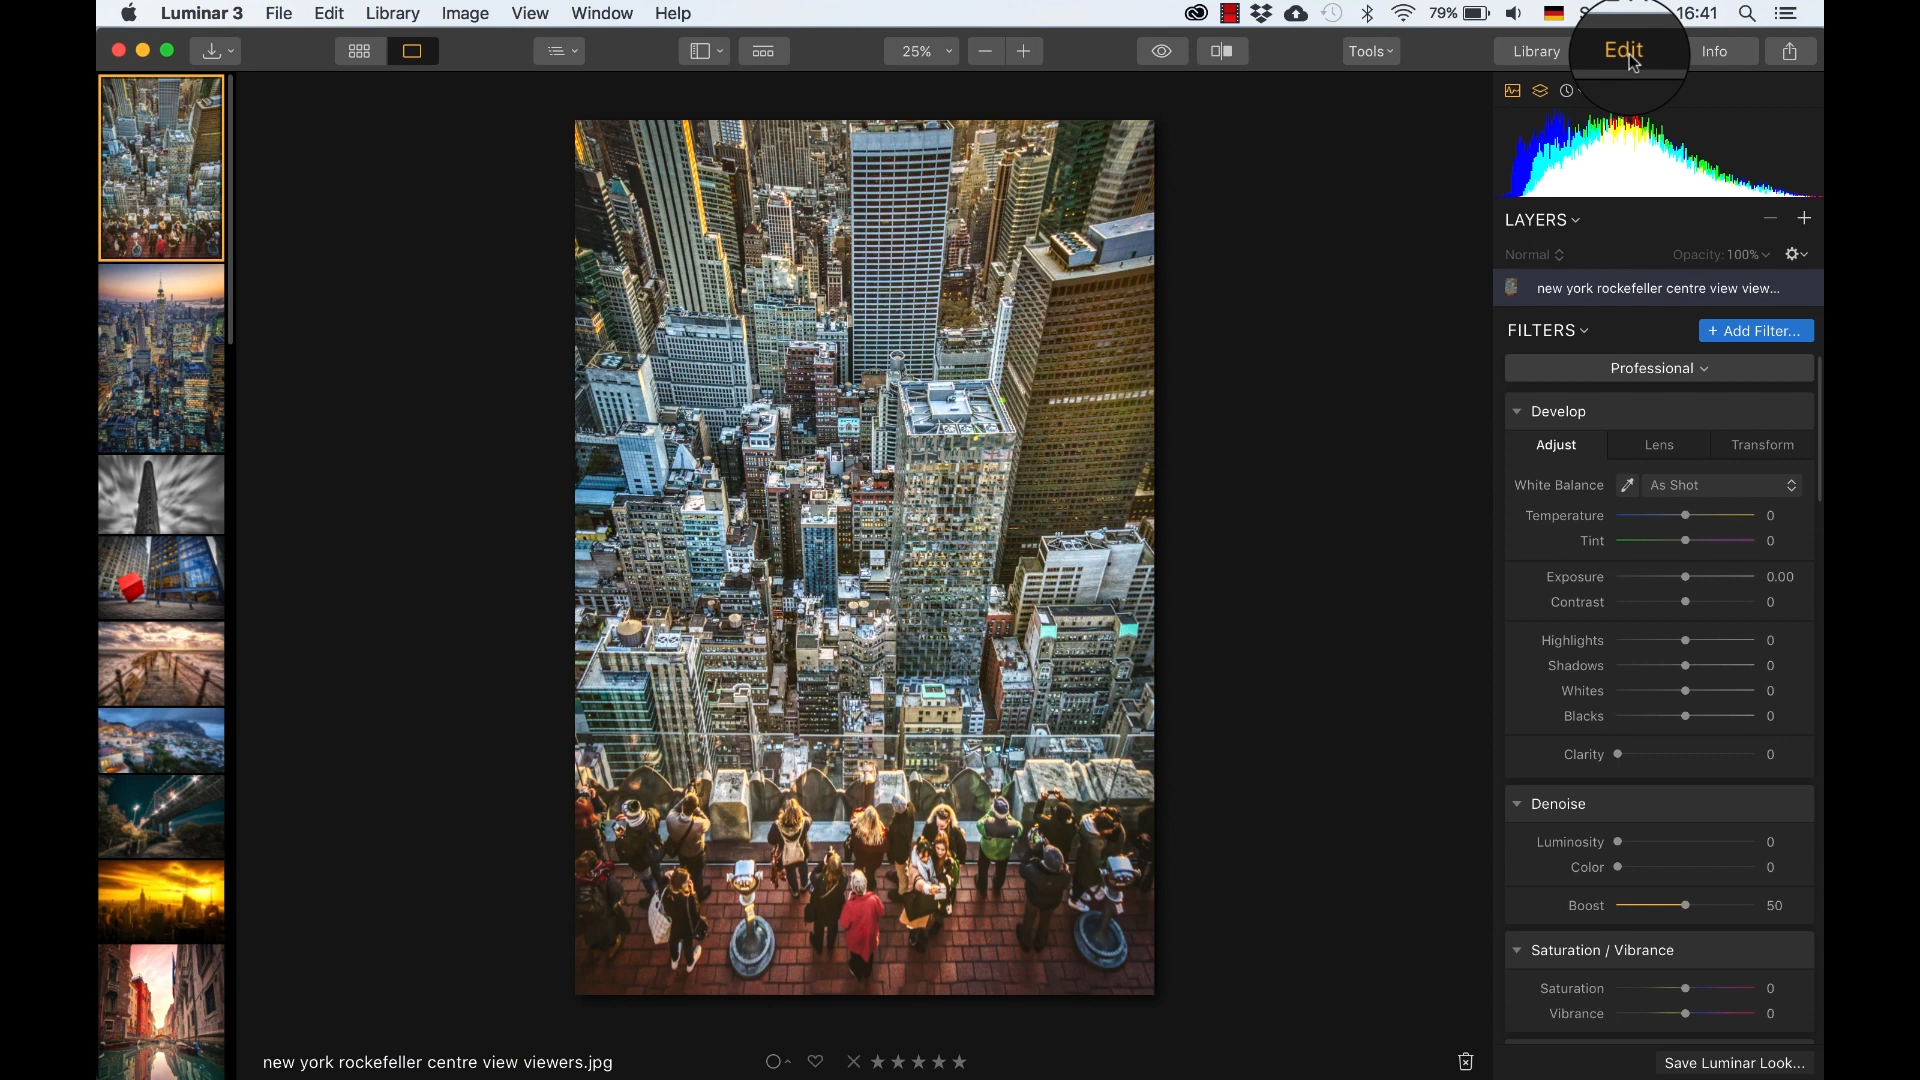 Luminar 3 File Edit Library Image View Window Help 79% 16:41
25% Tools Library Edit Info
LAYERS
Normal Opacity: 100%
new york rockefeller centre view view...
FILTERS + Add Filter...
Professional
Develop
Adjust Lens Transform
White Balance As Shot
Temperature 0
Tint 0
Exposure 0.00
Contrast 0
Highlights 0
Shadows 0
Whites 0
Blacks 0
Clarity 0
Denoise
Luminosity 0
Color 0
Boost 50
Saturation / Vibrance
Saturation 0
Vibrance 0
new york rockefeller centre view viewers.jpg Save Luminar Look...